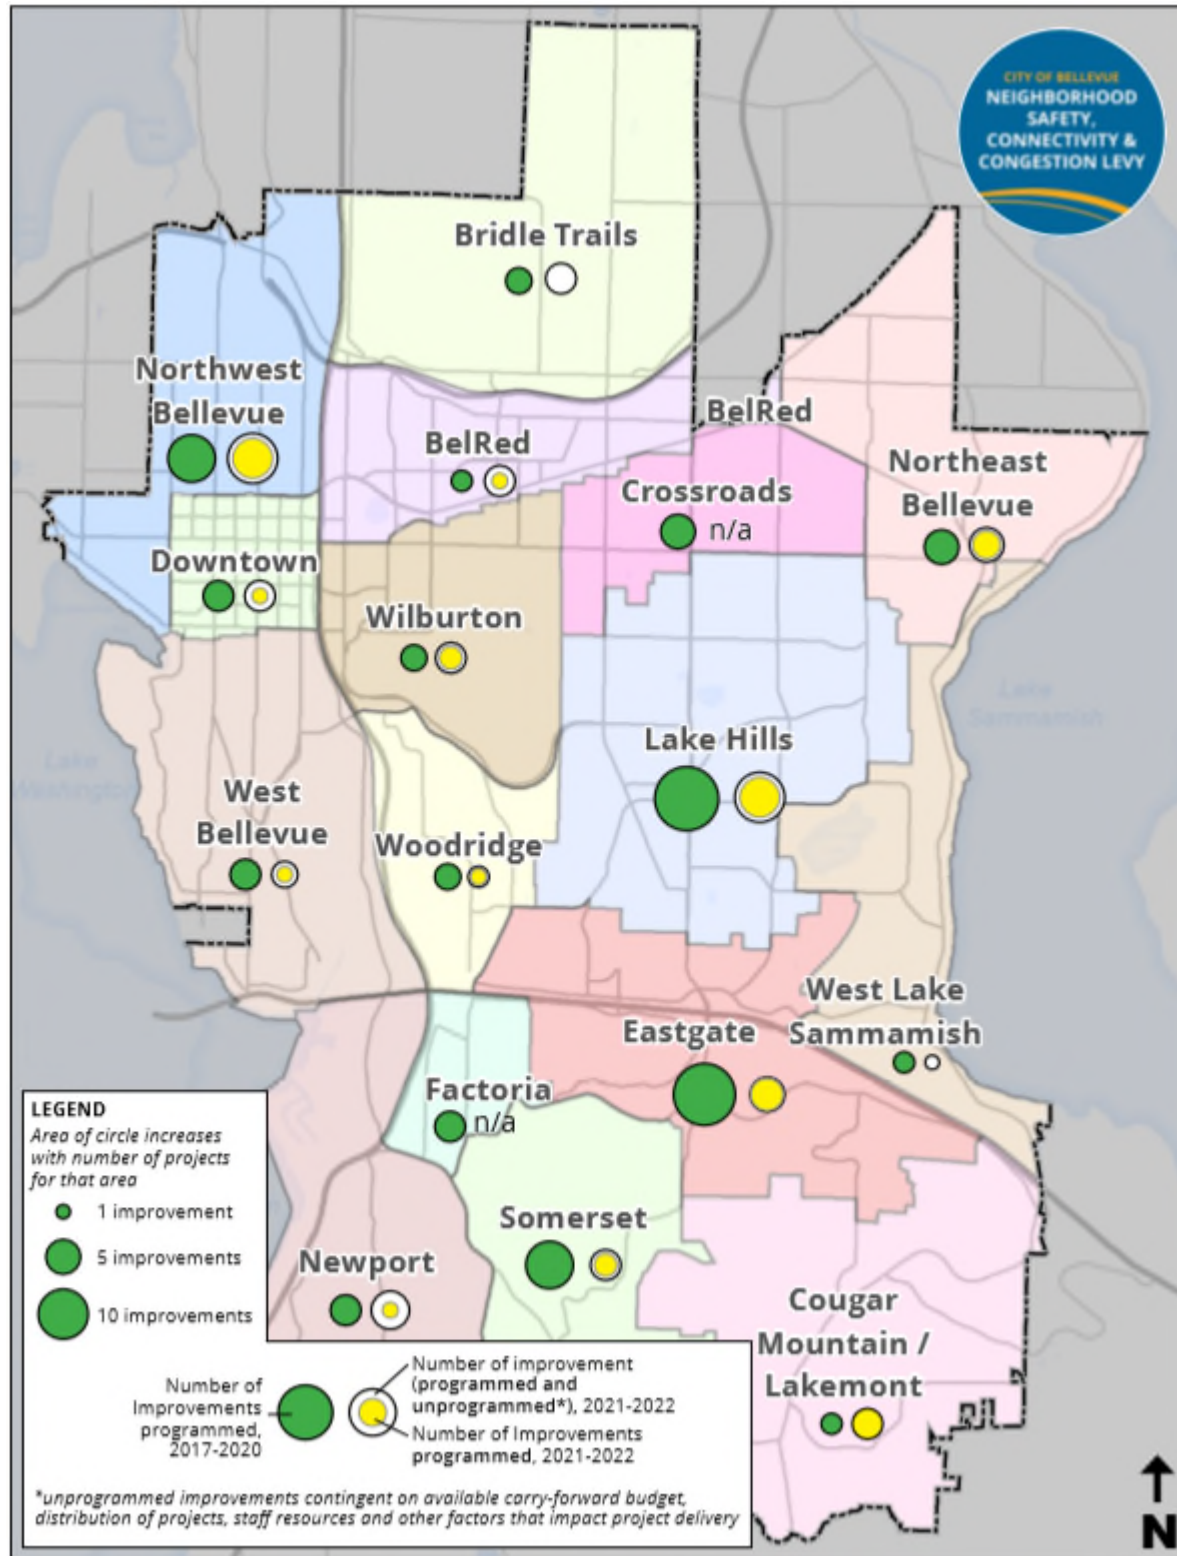 CITY OF BELLEVUE
NEIGHBORHOOD
SAFETY,
CONNECTIVITY &
CONGESTION LEVY
Bridle Trails
Northwest
Bellevue
BelRed
BelRed
Crossroads
n/a
Northeast
Bellevue
Downtown
Wilburton
Lake
Sammamish
Lake Hills
Lake
Washington
West
Bellevue
Woodridge
West Lake
Sammamish
Eastgate
Factoria
n/a
Somerset
Newport
Cougar
Mountain /
Lakemont
LEGEND
Area of circle increases
with number of projects
for that area
1 improvement
5 improvements
10 improvements
Number of
Improvements
programmed,
2017-2020
Number of improvement
(programmed and
unprogrammed*), 2021-2022
Number of Improvements
programmed, 2021-2022
*unprogrammed improvements contingent on available carry-forward budget,
distribution of projects, staff resources and other factors that impact project delivery
N